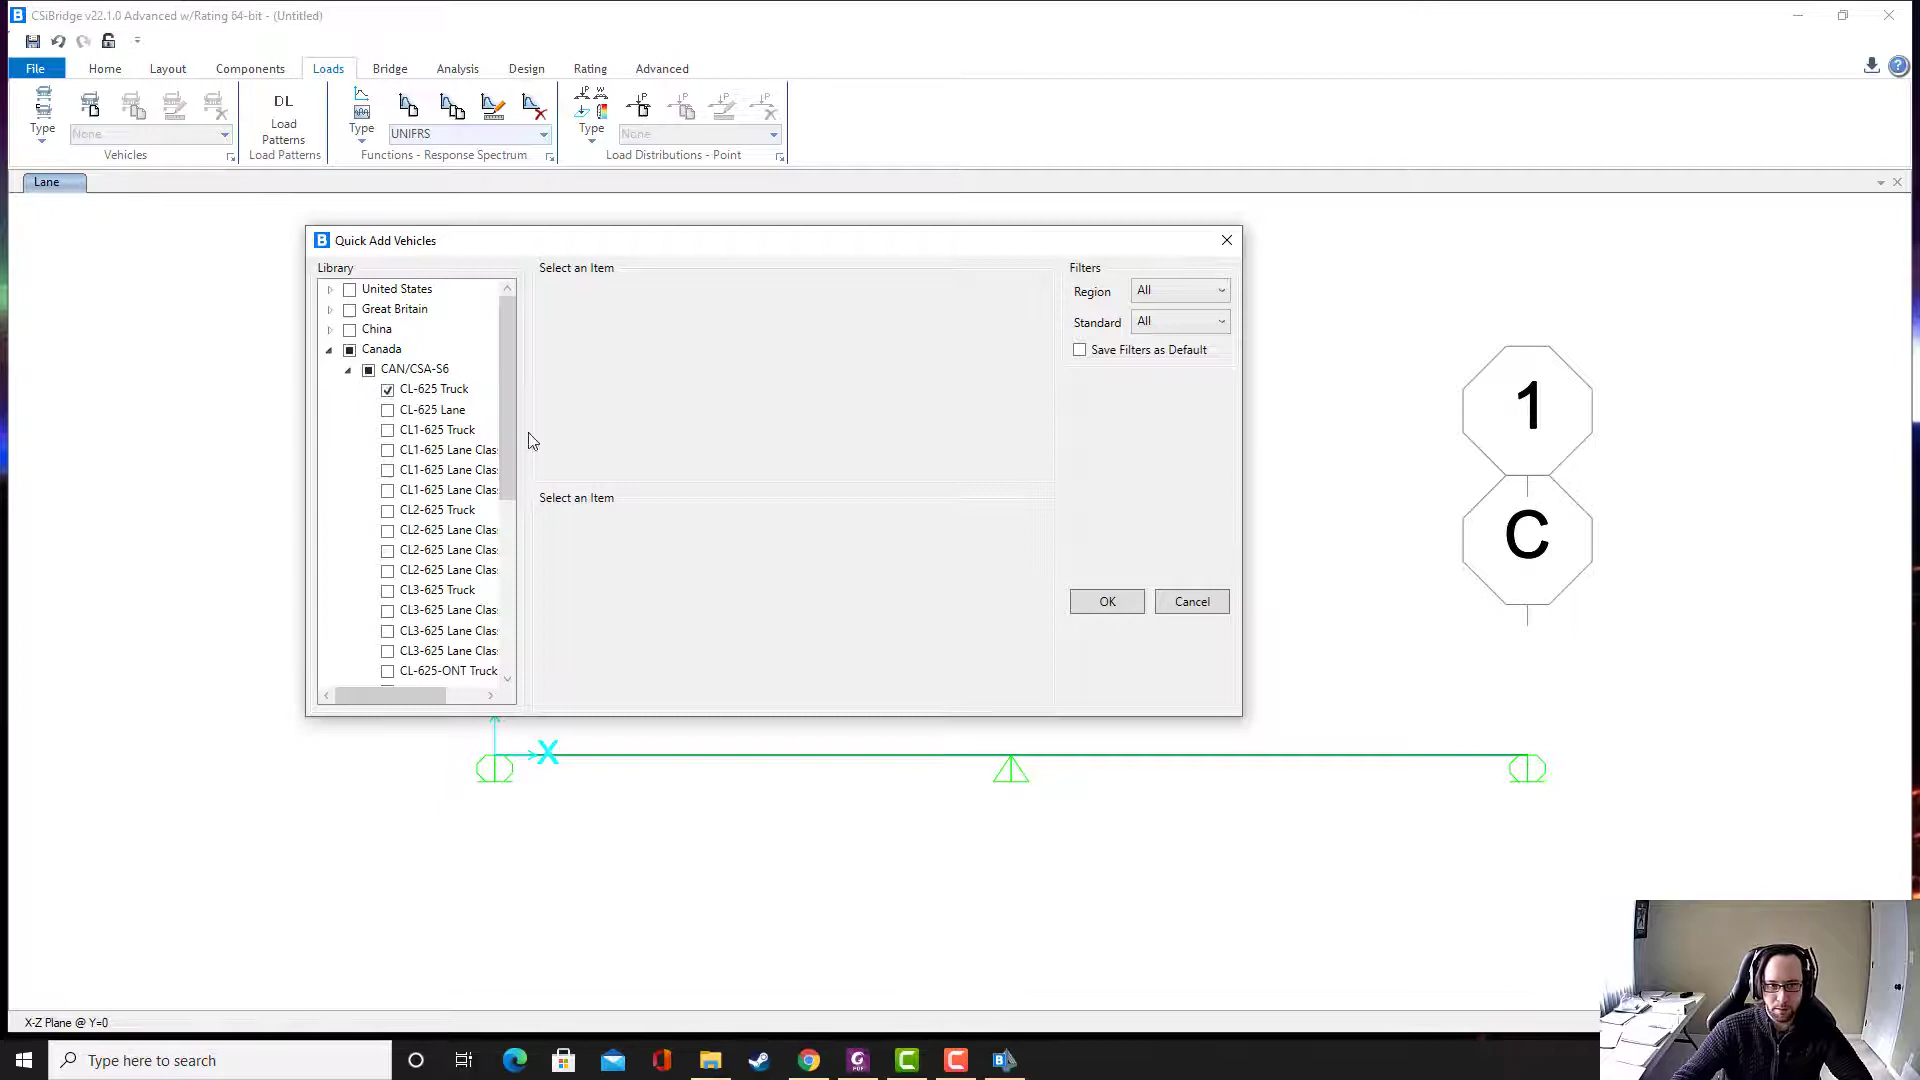 CSiBridge v22.1.0 Advanced w/Rating 64-bit - (Untitled)
File
Home
Layout
Components
Loads
Bridge
Analysis
Design
Rating
Advanced
Type
None
Vehicles
DL
Load
Patterns
Load Patterns
Type
UNIFRS
Functions - Response Spectrum
P
W
Type
None
Load Distributions - Point
Lane
Quick Add Vehicles
Library
United States
Great Britain
China
Canada
CAN/CSA-S6
CL-625 Truck
CL-625 Lane
CL1-625 Truck
CL1-625 Lane Clas
CL1-625 Lane Clas
CL1-625 Lane Clas
CL2-625 Truck
CL2-625 Lane Clas
CL2-625 Lane Clas
CL2-625 Lane Clas
CL3-625 Truck
CL3-625 Lane Clas
CL3-625 Lane Clas
CL3-625 Lane Clas
CL-625-ONT Truck
Select an Item
Select an Item
Filters
Region
All
Standard
All
Save Filters as Default
OK
Cancel
1
C
X
X-Z Plane @ Y=0
Type here to search